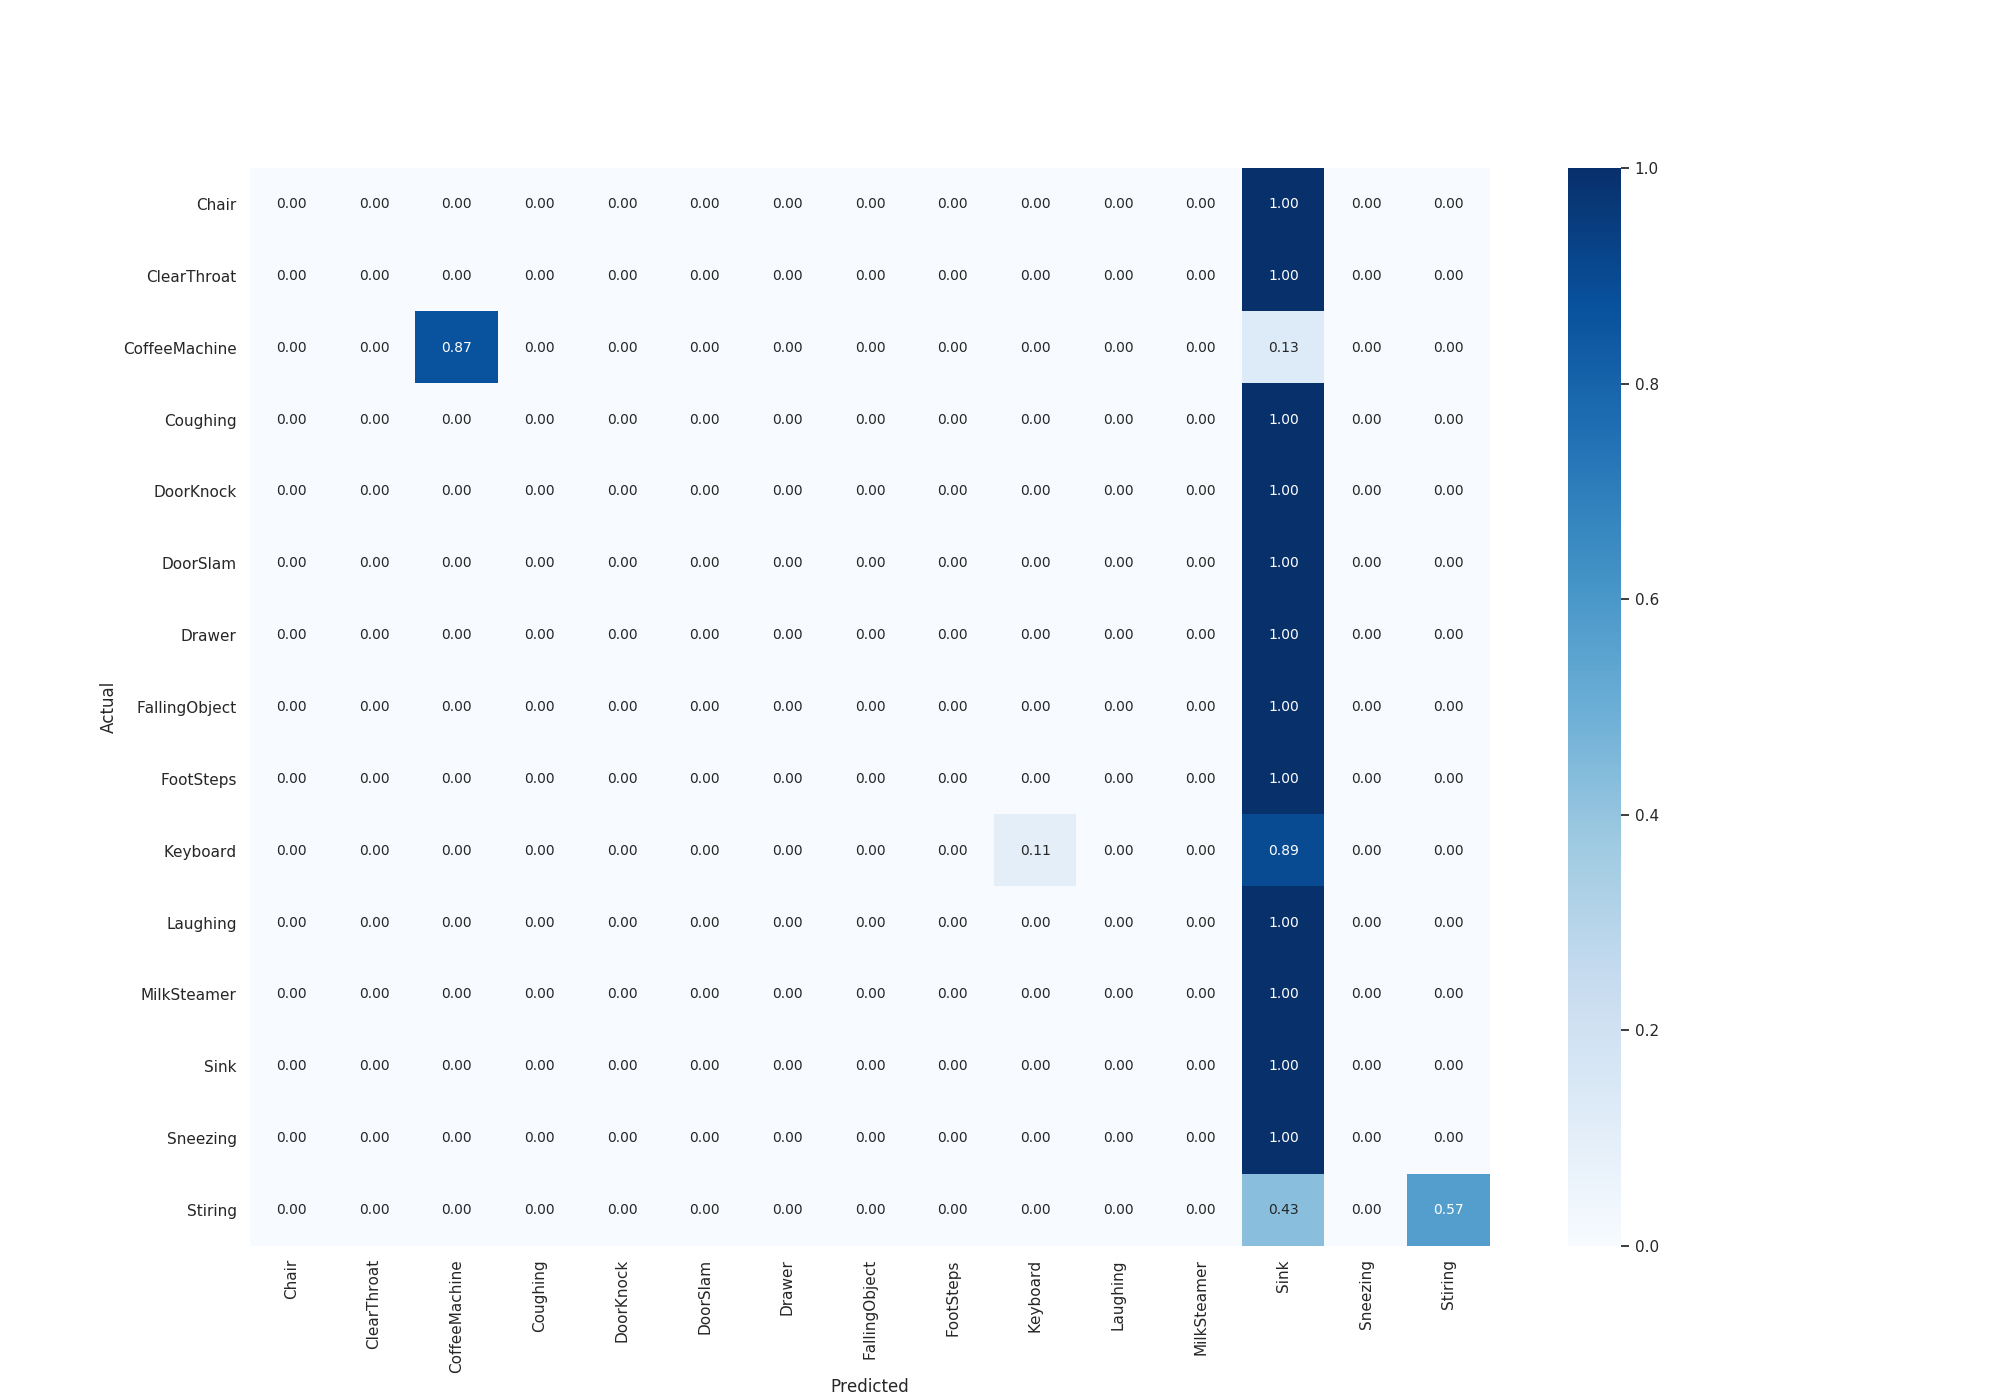 Chair 0.00 0.00 0.00 0.00 0.00 0.00 0.00 0.00 0.00 0.00 0.00 0.00 1.00 0.00 0.00 1.0
ClearThroat 0.00 0.00 0.00 0.00 0.00 0.00 0.00 0.00 0.00 0.00 0.00 0.00 1.00 0.00 0.00
CoffeeMachine 0.00 0.00 0.87 0.00 0.00 0.00 0.00 0.00 0.00 0.00 0.00 0.00 0.13 0.00 0.00
0.8
Coughing 0.00 0.00 0.00 0.00 0.00 0.00 0.00 0.00 0.00 0.00 0.00 0.00 1.00 0.00 0.00
DoorKnock 0.00 0.00 0.00 0.00 0.00 0.00 0.00 0.00 0.00 0.00 0.00 0.00 1.00 0.00 0.00
DoorSlam 0.00 0.00 0.00 0.00 0.00 0.00 0.00 0.00 0.00 0.00 0.00 0.00 1.00 0.00 0.00
0.6
Drawer 0.00 0.00 0.00 0.00 0.00 0.00 0.00 0.00 0.00 0.00 0.00 0.00 1.00 0.00 0.00
Actual
FallingObject 0.00 0.00 0.00 0.00 0.00 0.00 0.00 0.00 0.00 0.00 0.00 0.00 1.00 0.00 0.00
FootSteps 0.00 0.00 0.00 0.00 0.00 0.00 0.00 0.00 0.00 0.00 0.00 0.00 1.00 0.00 0.00
0.4
Keyboard 0.00 0.00 0.00 0.00 0.00 0.00 0.00 0.00 0.00 0.11 0.00 0.00 0.89 0.00 0.00
Laughing 0.00 0.00 0.00 0.00 0.00 0.00 0.00 0.00 0.00 0.00 0.00 0.00 1.00 0.00 0.00
MilkSteamer 0.00 0.00 0.00 0.00 0.00 0.00 0.00 0.00 0.00 0.00 0.00 0.00 1.00 0.00 0.00
0.2
Sink 0.00 0.00 0.00 0.00 0.00 0.00 0.00 0.00 0.00 0.00 0.00 0.00 1.00 0.00 0.00
Sneezing 0.00 0.00 0.00 0.00 0.00 0.00 0.00 0.00 0.00 0.00 0.00 0.00 1.00 0.00 0.00
Stiring 0.00 0.00 0.00 0.00 0.00 0.00 0.00 0.00 0.00 0.00 0.00 0.00 0.43 0.00 0.57
0.0
Chair ClearThroat CoffeeMachine Coughing DoorKnock DoorSlam Drawer FallingObject FootSteps Keyboard Laughing MilkSteamer Sink Sneezing Stiring
Predicted